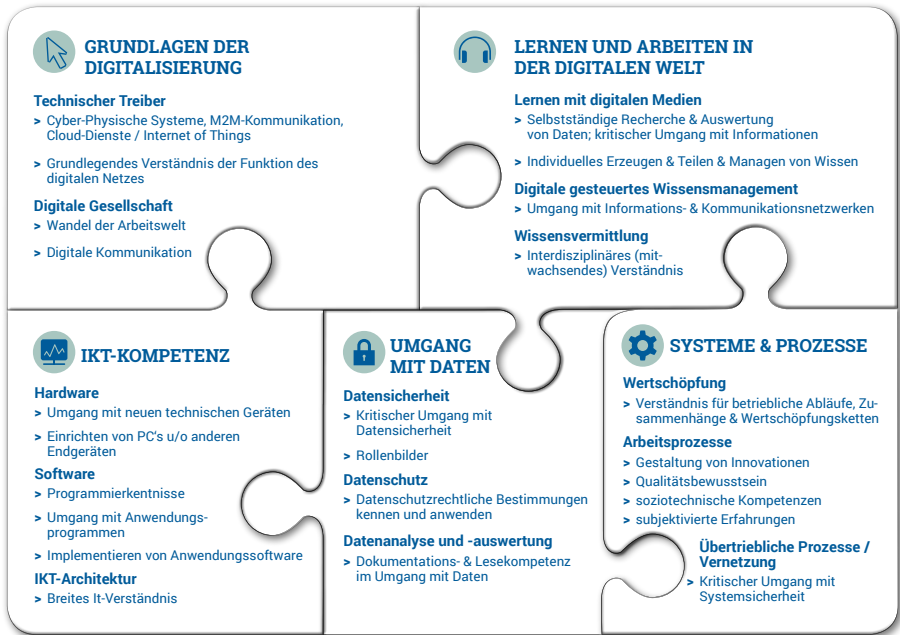 GRUNDLAGEN DER
DIGITALISIERUNG
Technischer Treiber
> Cyber-Physische Systeme, M2M-Kommunikation,
Cloud-Dienste / Internet of Things
> Grundlegendes Verständnis der Funktion des
digitalen Netzes
Digitale Gesellschaft
> Wandel der Arbeitswelt
> Digitale Kommunikation
LERNEN UND ARBEITEN IN
DER DIGITALEN WELT
Lernen mit digitalen Medien
> Selbstständige Recherche & Auswertung
von Daten; kritischer Umgang mit Informationen
> Individuelles Erzeugen & Teilen & Managen von Wissen
Digitale gesteuertes Wissensmanagement
> Umgang mit Informations- & Kommunikationsnetzwerken
Wissensvermittlung
> Interdisziplinäres (mit-
wachsendes) Verständnis
IKT-KOMPETENZ
Hardware
> Umgang mit neuen technischen Geräten
> Einrichten von PC's u/o anderen
Endgeräten
Software
> Programmierkentnisse
> Umgang mit Anwendungs-
programmen
> Implementieren von Anwendungssoftware
IKT-Architektur
> Breites It-Verständnis
UMGANG
MIT DATEN
Datensicherheit
> Kritischer Umgang mit
Datensicherheit
> Rollenbilder
Datenschutz
> Datenschutzrechtliche Bestimmungen
kennen und anwenden
Datenanalyse und -auswertung
> Dokumentations- & Lesekompetenz
im Umgang mit Daten
SYSTEME & PROZESSE
Wertschöpfung
> Verständnis für betriebliche Abläufe, Zu-
sammenhänge & Wertschöpfungsketten
Arbeitsprozesse
> Gestaltung von Innovationen
> Qualitätsbewusstsein
> soziotechnische Kompetenzen
> subjektivierte Erfahrungen
Übertriebliche Prozesse /
Vernetzung
> Kritischer Umgang mit
Systemsicherheit